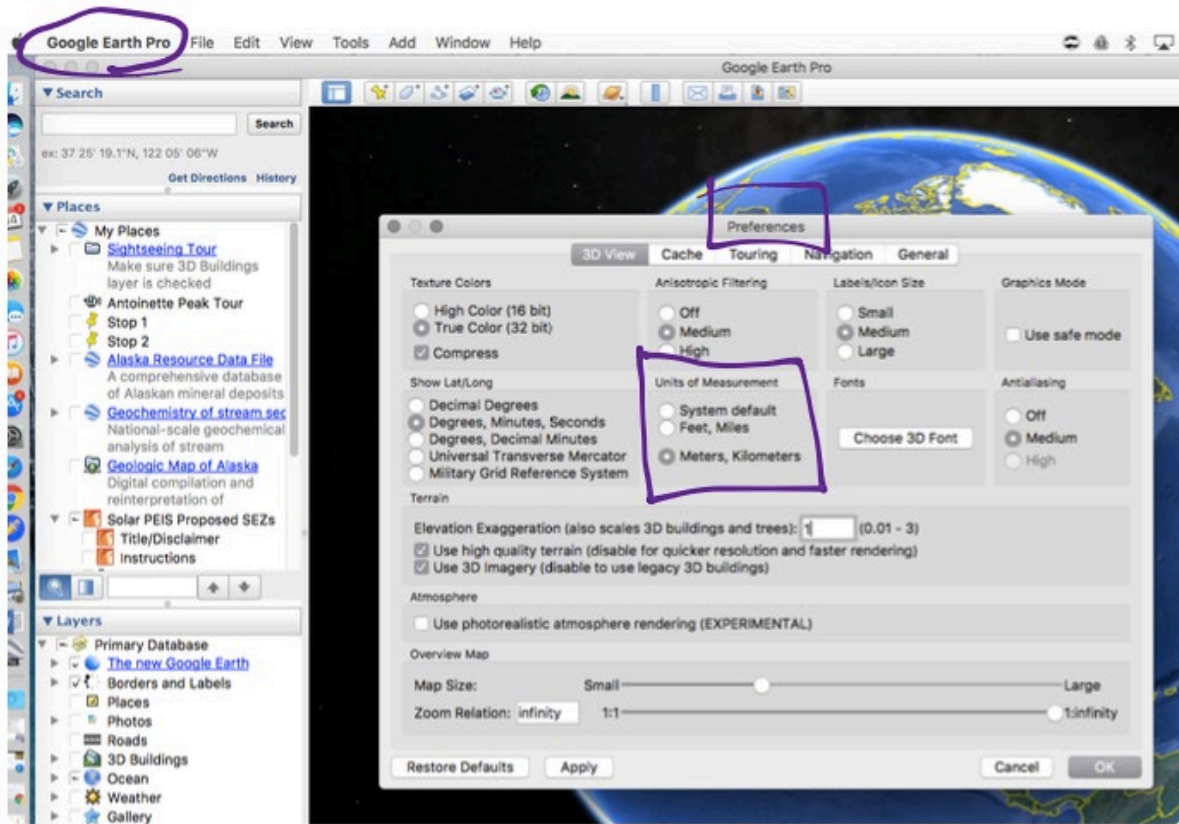 Google Earth Pro File Edit View Tools Add Window Help
Google Earth Pro
Search
Search
ex: 37 25' 19.1"N, 122 05' 06"W
Get Directions History
Places
My Places
Sightseeing Tour
Make sure 3D Buildings
layer is checked
Antoinette Peak Tour
Stop 1
Stop 2
Alaska Resource Data File
A comprehensive database
of Alaskan mineral deposits
Geochemistry of stream sec
National-scale geochemical
analysis of stream
Geologic Map of Alaska
Digital compilation and
reinterpretation of
Solar PEIS Proposed SEZs
Title/Disclaimer
Instructions
Layers
Primary Database
The new Google Earth
Borders and Labels
Places
Photos
Roads
3D Buildings
Ocean
Weather
Gallery
Preferences
3D View Cache Touring Navigation General
Texture Colors
High Color (16 bit)
True Color (32 bit)
Compress
Anisotropic Filtering
Off
Medium
High
Labels/Icon Size
Small
Medium
Large
Graphics Mode
Use safe mode
Show Lat/Long
Decimal Degrees
Degrees, Minutes, Seconds
Degrees, Decimal Minutes
Universal Transverse Mercator
Military Grid Reference System
Units of Measurement
System default
Feet, Miles
Meters, Kilometers
Fonts
Choose 3D Font
Antialiasing
Off
Medium
High
Terrain
Elevation Exaggeration (also scales 3D buildings and trees): 1 (0.01 - 3)
Use high quality terrain (disable for quicker resolution and faster rendering)
Use 3D Imagery (disable to use legacy 3D buildings)
Atmosphere
Use photorealistic atmosphere rendering (EXPERIMENTAL)
Overview Map
Map Size: Small Large
Zoom Relation: infinity 1:1 1:infinity
Restore Defaults Apply Cancel OK